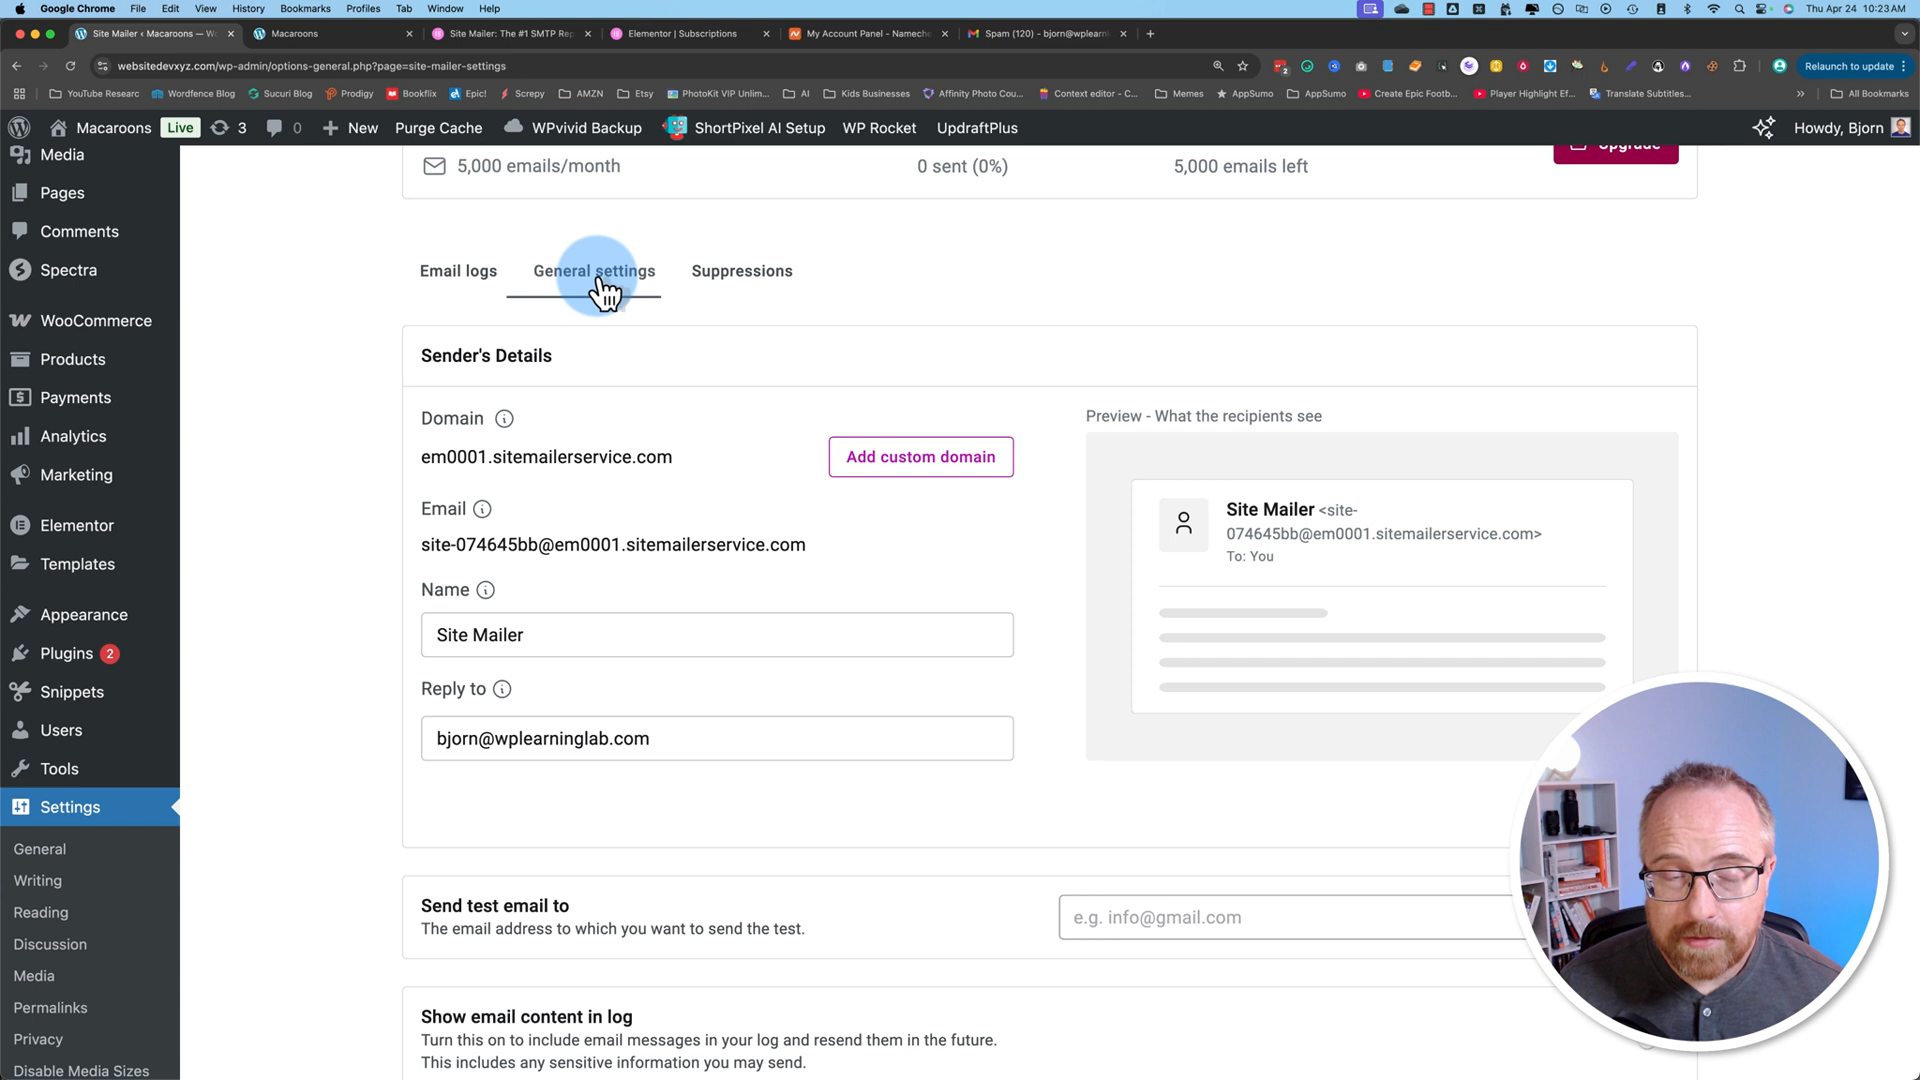 Google Chrome File Edit View History Bookmarks Profiles Tab Window Help Thu Apr 24 10:23 AM
Site Mailer ‹ Macaroons — W Macaroons Site Mailer: The #1 SMTP Rep Elementor | Subscriptions My Account Panel - Namech Spam (120) - bjorn@wplearni
websitedevxyz.com/wp-admin/options-general.php?page=site-mailer-settings Relaunch to update
YouTube Researc Wordfence Blog Sucuri Blog Prodigy Bookflix Epic! Screpy AMZN Etsy PhotoKit VIP Unlim... AI Kids Businesses Affinity Photo Cou... Context editor - C... Memes AppSumo AppSumo Create Epic Footb... Player Highlight Ef... Translate Subtitles... » All Bookmarks
Macaroons Live 3 0 New Purge Cache WPvivid Backup ShortPixel AI Setup WP Rocket UpdraftPlus Howdy, Bjorn
Media
Pages
Comments
Spectra
WooCommerce
Products
Payments
Analytics
Marketing
Elementor
Templates
Appearance
Plugins 2
Snippets
Users
Tools
Settings
General
Writing
Reading
Discussion
Media
Permalinks
Privacy
Disable Media Sizes
5,000 emails/month 0 sent (0%) 5,000 emails left Upgrade
Email logs General settings Suppressions
Sender's Details
Domain
em0001.sitemailerservice.com Add custom domain
Email
site-074645bb@em0001.sitemailerservice.com
Name
Site Mailer
Reply to
bjorn@wplearninglab.com
Preview - What the recipients see
Site Mailer <site-
074645bb@em0001.sitemailerservice.com>
To: You
Send test email to
The email address to which you want to send the test.
e.g. info@gmail.com
Show email content in log
Turn this on to include email messages in your log and resend them in the future.
This includes any sensitive information you may send.